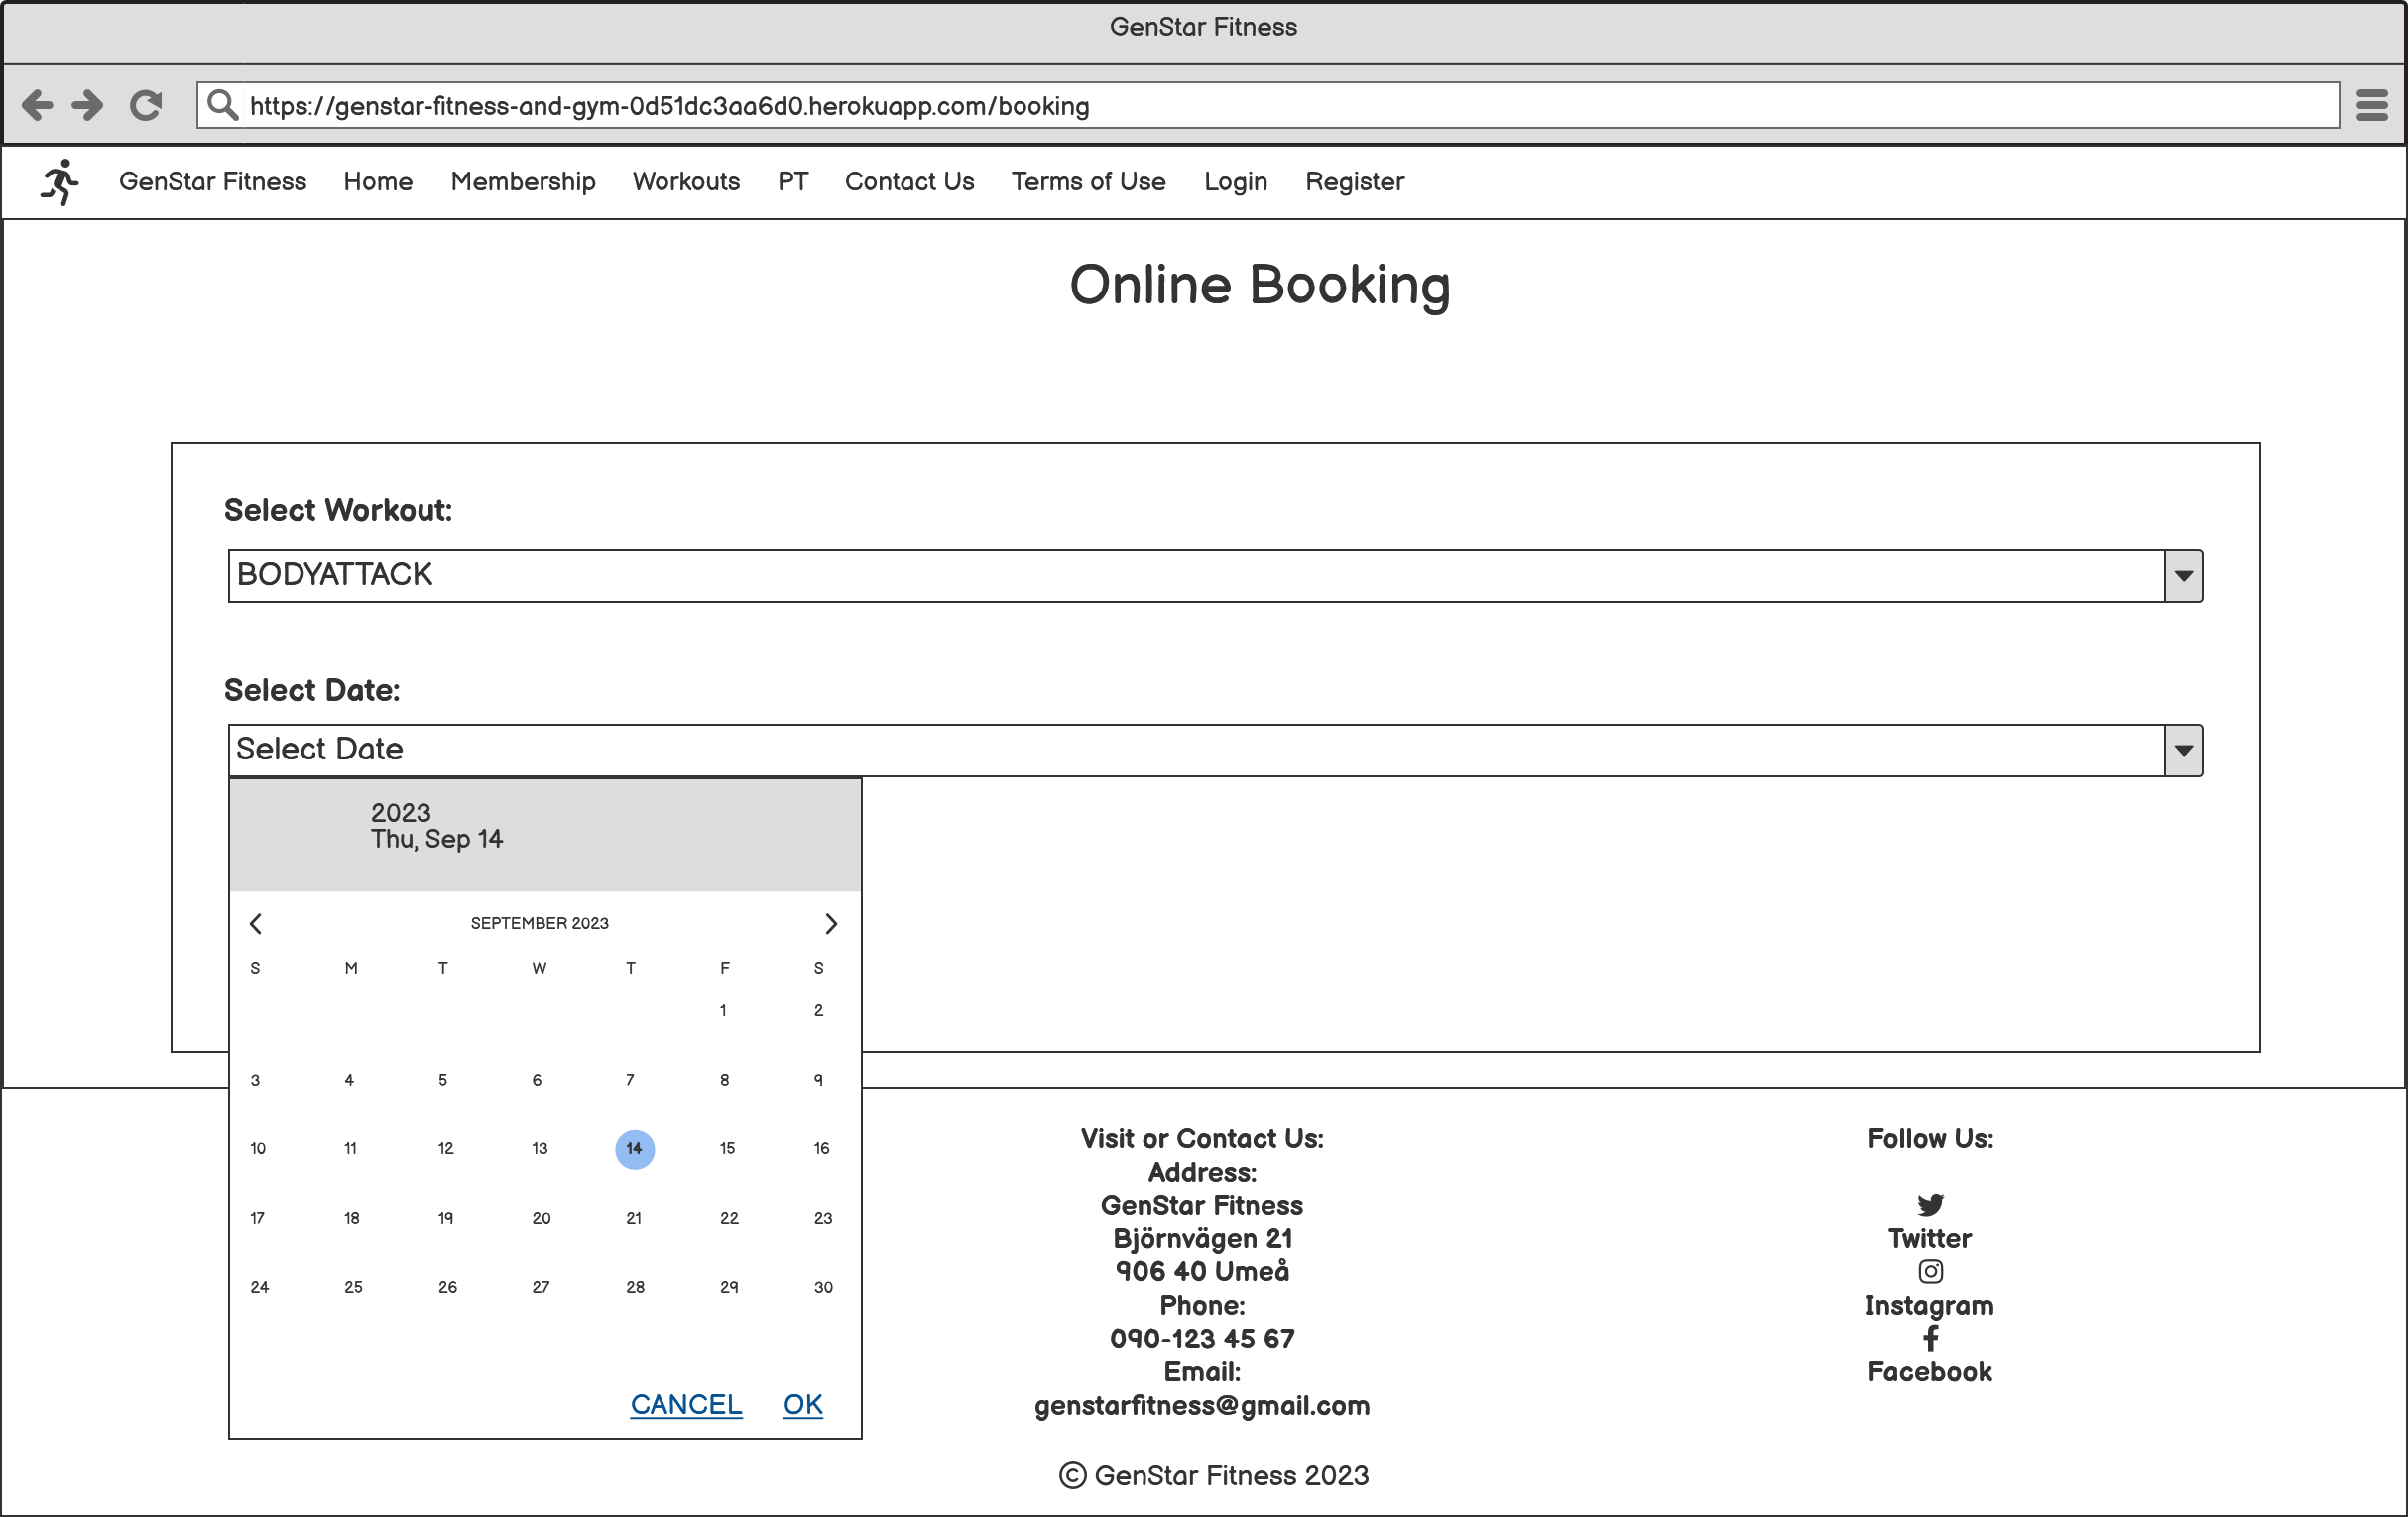 GenStar Fitness
https://genstar-fitness-and-gym-0d51dc3aa6d0.herokuapp.com/booking
GenStar Fitness Home Membership Workouts PT Contact Us Terms of Use Login Register
Online Booking
Select Workout:
BODYATTACK
Select Date:
Select Date
2023
Thu, Sep 14
SEPTEMBER 2023
S M T W T F S
1 2
3 4 5 6 7 8 9
10 11 12 13 14 15 16
17 18 19 20 21 22 23
24 25 26 27 28 29 30
CANCEL OK
Visit or Contact Us:
Address:
GenStar Fitness
Björnvägen 21
906 40 Umeå
Phone:
090-123 45 67
Email:
genstarfitness@gmail.com
Follow Us:
Twitter
Instagram
Facebook
© GenStar Fitness 2023